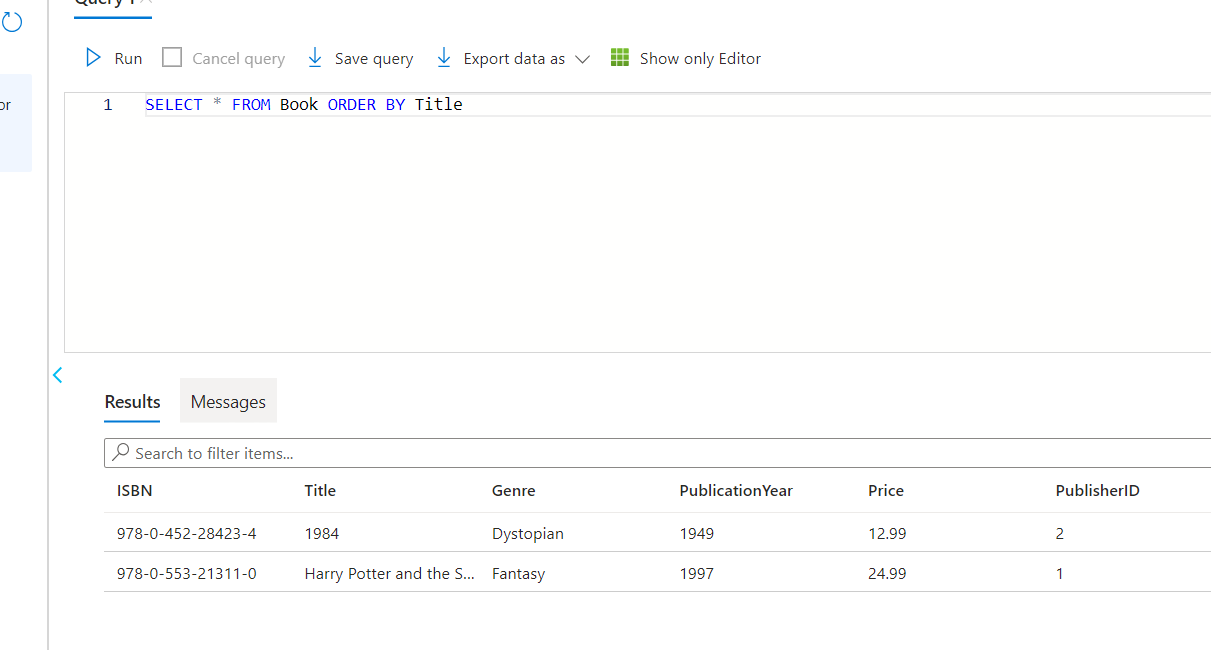 Query 1
or
Run Cancel query Save query Export data as Show only Editor
1 SELECT * FROM Book ORDER BY Title
Results Messages
Search to filter items...
ISBN Title Genre PublicationYear Price PublisherID
978-0-452-28423-4 1984 Dystopian 1949 12.99 2
978-0-553-21311-0 Harry Potter and the S... Fantasy 1997 24.99 1